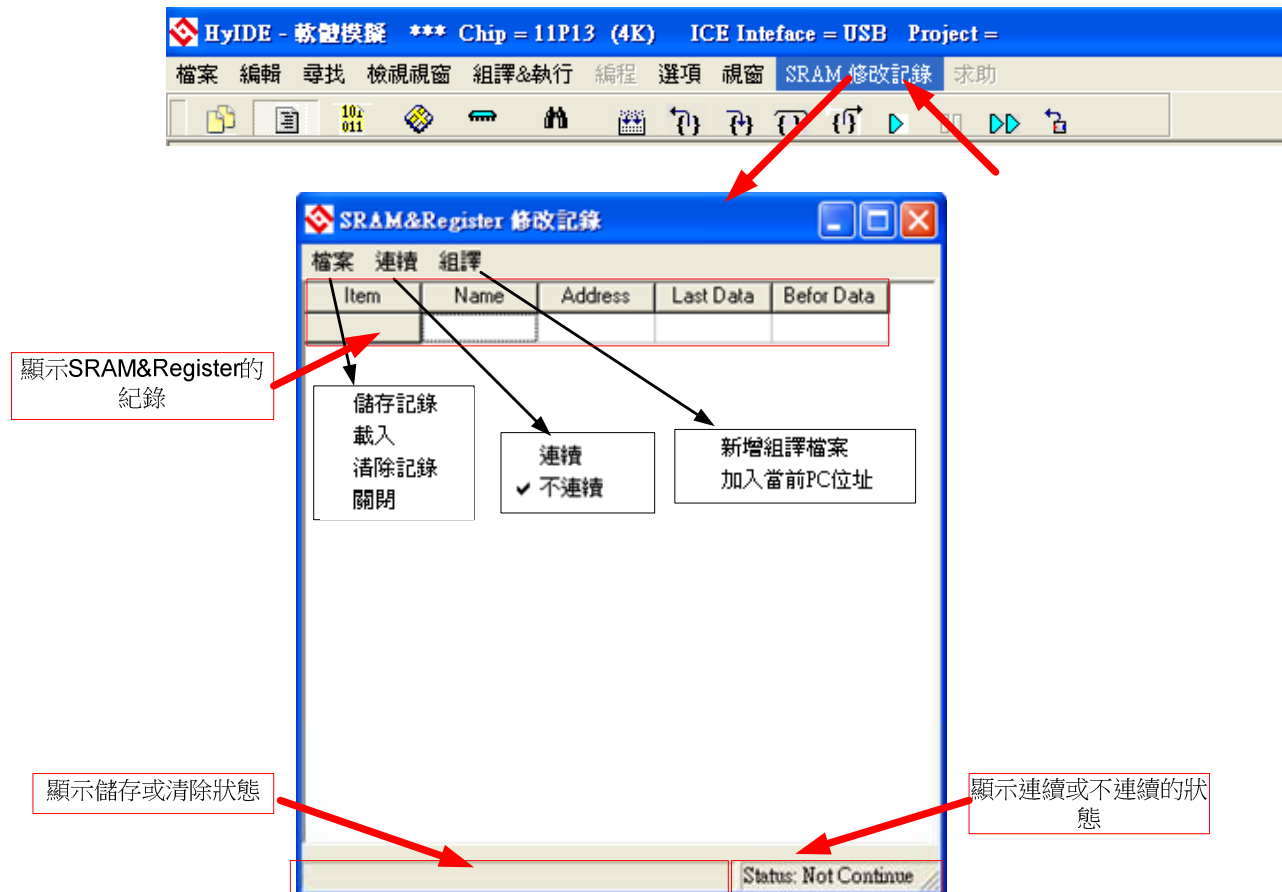 HyIDE - 軟體模擬 *** Chip = 11P13 (4K) ICE Inteface = USB Project =
檔案 編輯 尋找 檢視視窗 組譯&執行 編程 選項 視窗 SRAM 修改記錄 求助
101
011
SRAM&Register 修改記錄
檔案 連續 組譯
Item Name Address Last Data Befor Data
顯示SRAM&Register的
紀錄
儲存記錄
載入
清除記錄
關閉
連續
不連續
新增組譯檔案
加入當前PC位址
顯示儲存或清除狀態
顯示連續或不連續的狀
態
Status: Not Continue